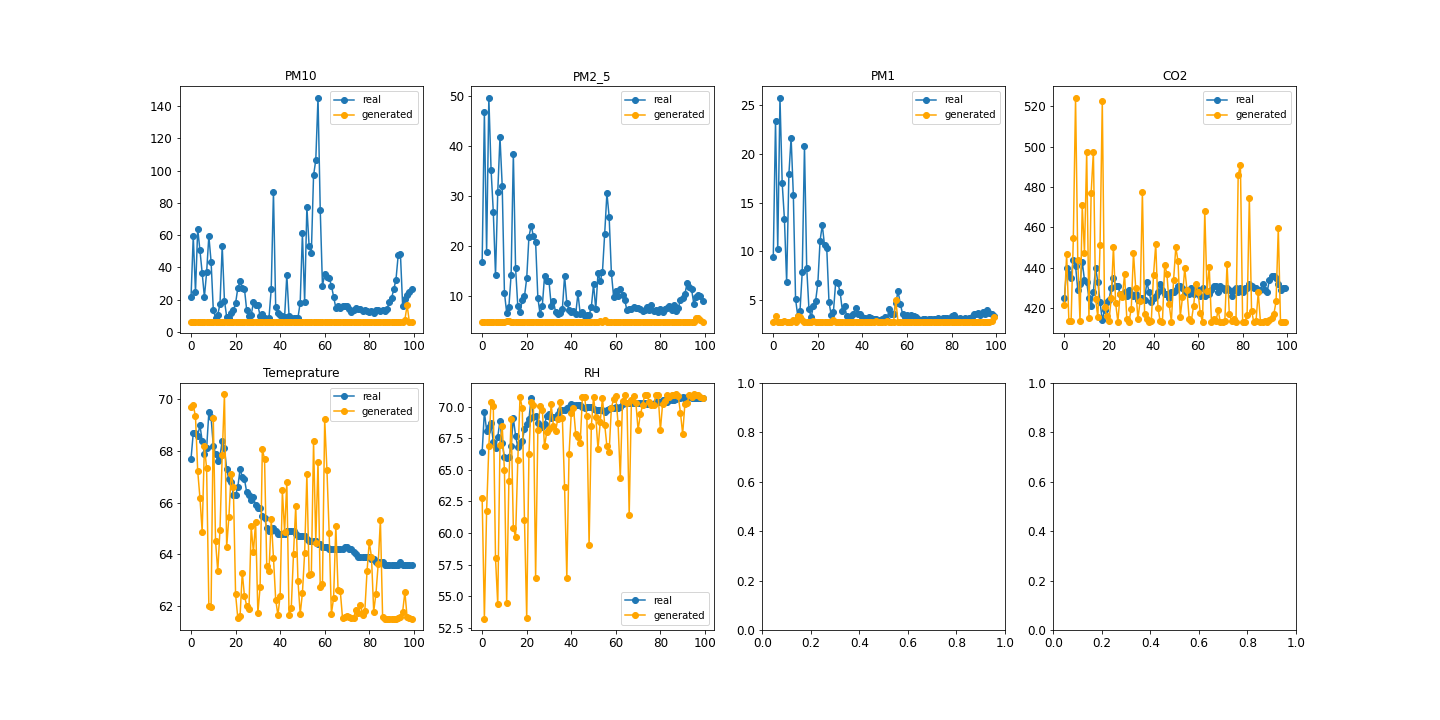 PM10
140
120
100
80
60
40
20
0
0 20 40 60 80 100
real
generated
PM2_5
50
40
30
20
10
0 20 40 60 80 100
real
generated
PM1
25
20
15
10
5
0 20 40 60 80 100
real
generated
CO2
520
500
480
460
440
420
0 20 40 60 80 100
real
generated
Temeprature
70
68
66
64
62
0 20 40 60 80 100
real
generated
RH
70.0
67.5
65.0
62.5
60.0
57.5
55.0
52.5
0 20 40 60 80 100
real
generated
1.0
0.8
0.6
0.4
0.2
0.0
0.0 0.2 0.4 0.6 0.8 1.0
1.0
0.8
0.6
0.4
0.2
0.0
0.0 0.2 0.4 0.6 0.8 1.0